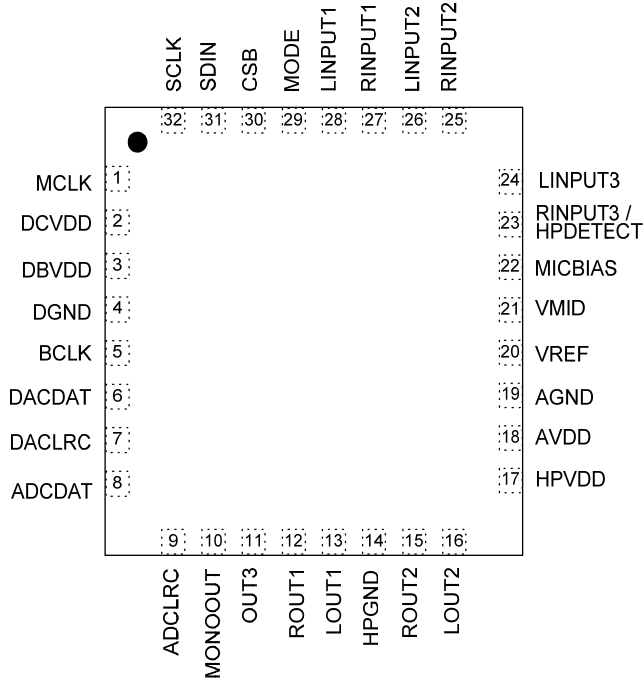 SCLK
SDIN
CSB
MODE
LINPUT1
RINPUT1
LINPUT2
RINPUT2
32
31
30
29
28
27
26
25
MCLK 1
DCVDD 2
DBVDD 3
DGND 4
BCLK 5
DACDAT 6
DACLRC 7
ADCDAT 8
24 LINPUT3
23 RINPUT3 /
HPDETECT
22 MICBIAS
21 VMID
20 VREF
19 AGND
18 AVDD
17 HPVDD
9
10
11
12
13
14
15
16
ADCLRC
MONOOUT
OUT3
ROUT1
LOUT1
HPGND
ROUT2
LOUT2